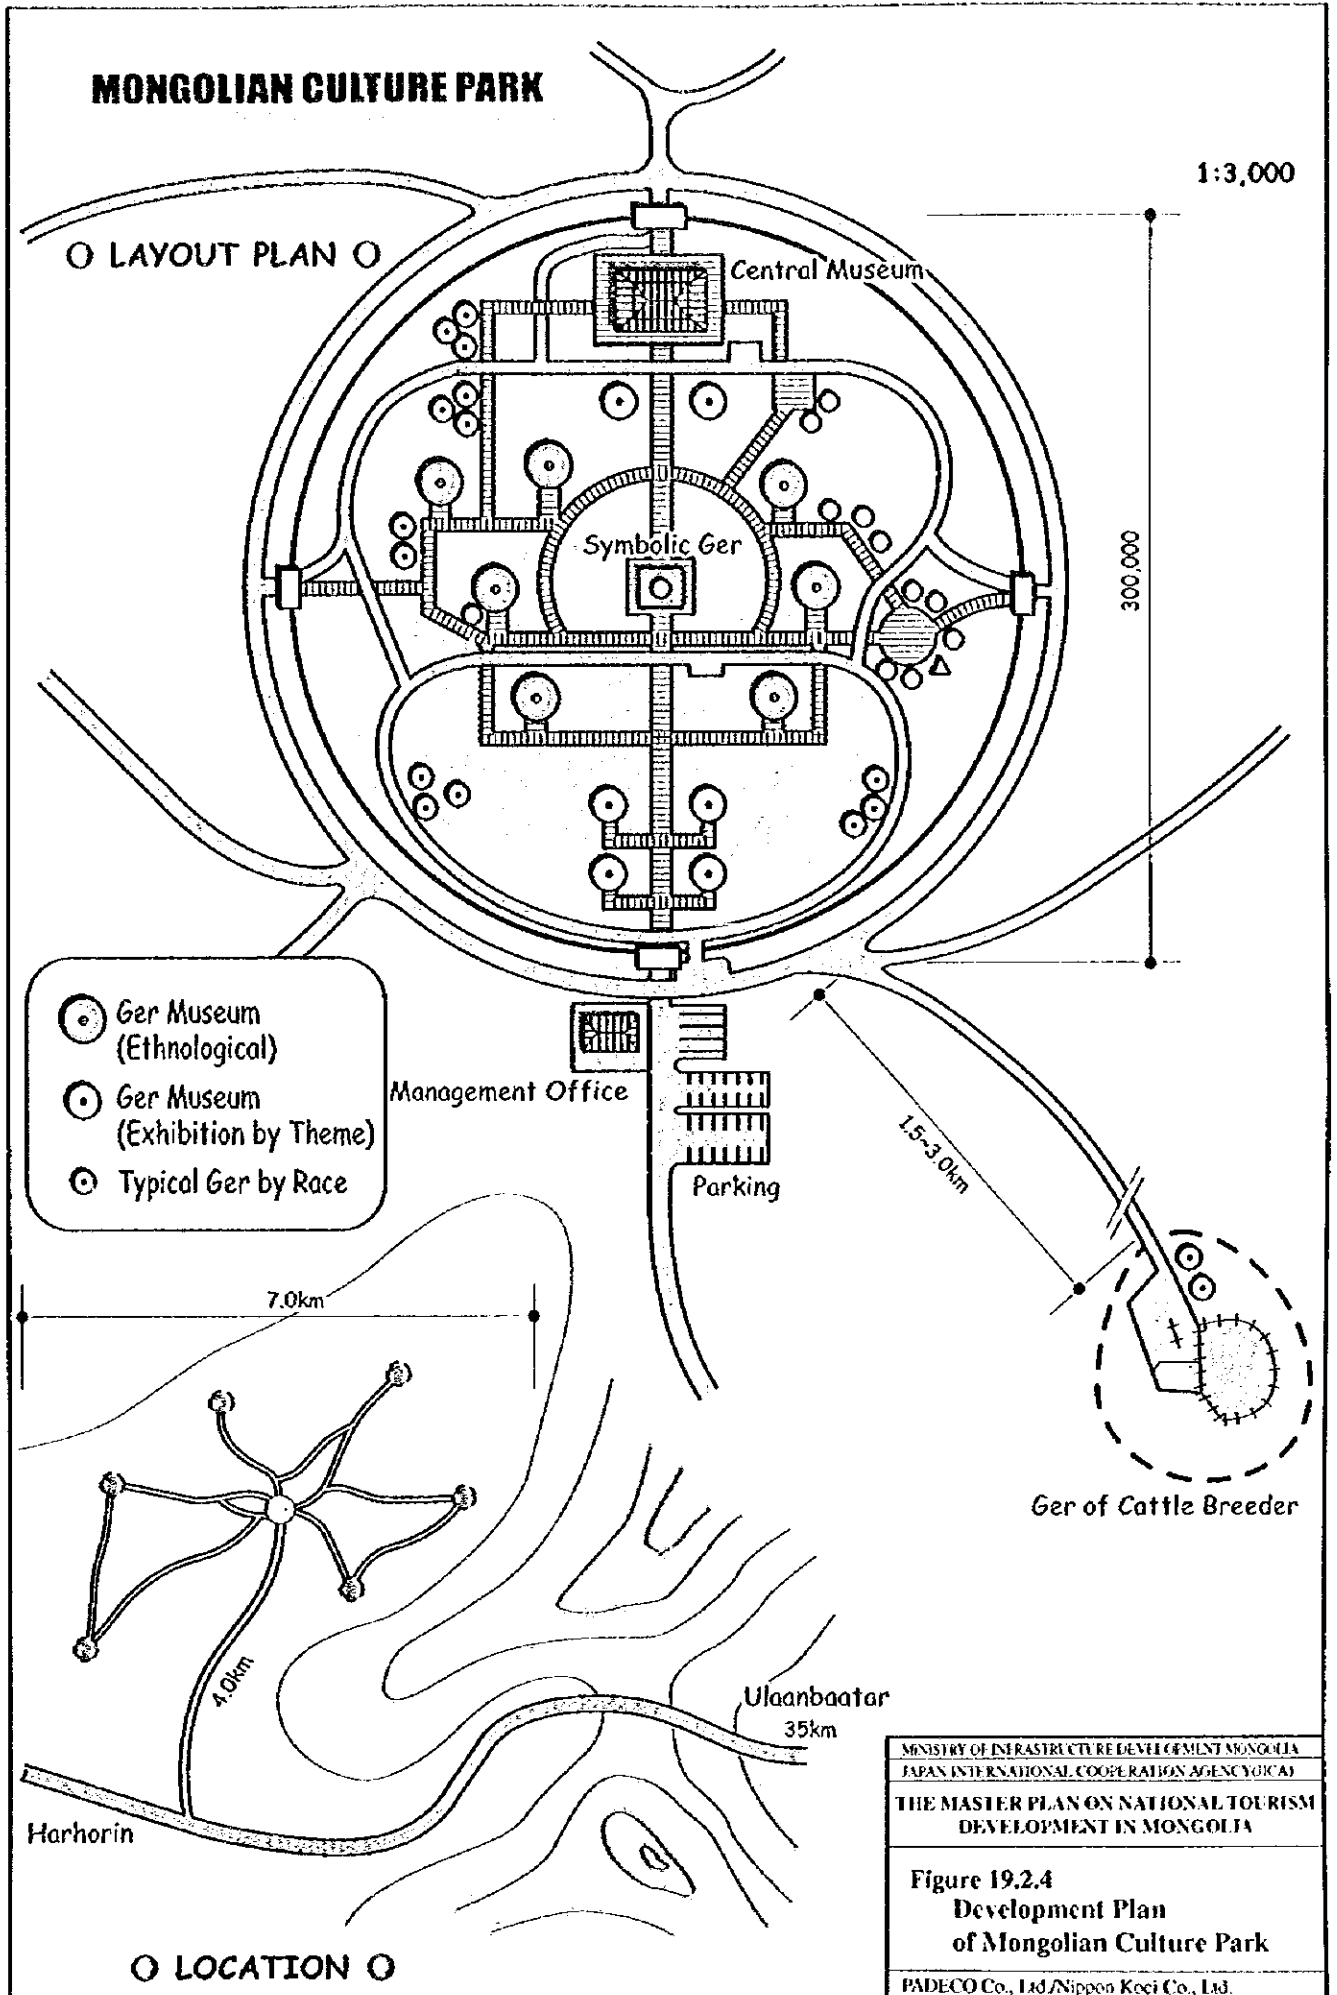 MONGOLIAN CULTURE PARK
1:3,000
LAYOUT PLAN
Central Museum
Symbolic Ger
300,000
Ger Museum
(Ethnological)
Ger Museum
(Exhibition by Theme)
Typical Ger by Race
Management Office
Parking
1.5~3.0km
7.0km
Ger of Cattle Breeder
4.0km
Ulaanbaatar
35km
Harhorin
LOCATION
MINISTRY OF INFRASTRUCTURE DEVELOPMENT MONGOLIA
JAPAN INTERNATIONAL COOPERATION AGENCY(JICA)
THE MASTER PLAN ON NATIONAL TOURISM
DEVELOPMENT IN MONGOLIA
Figure 19.2.4
Development Plan
of Mongolian Culture Park
PADECO Co., Ltd./Nippon Koei Co., Ltd.